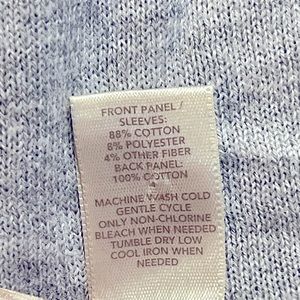 FRONT PANEL/
SLEEVES:
88% COTTON
8% POLYESTER
4% OTHER FIBER
BACK PANEL:
100% COTTON
MACHINE WASH COLD
GENTLE CYCLE
ONLY NON-CHLORINE
BLEACH WHEN NEEDED
TUMBLE DRY LOW
COOL IRON WHEN
NEEDED